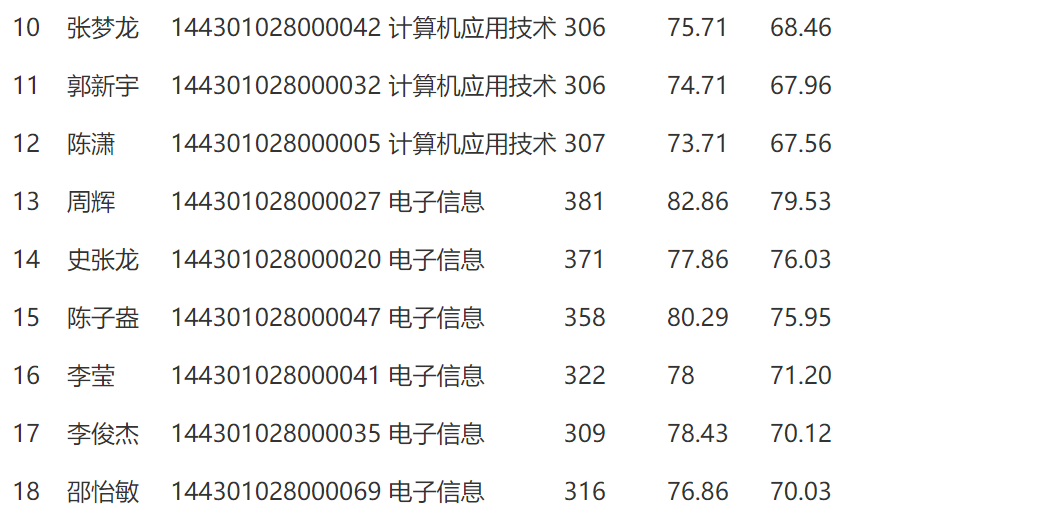 10 张梦龙 144301028000042 计算机应用技术 306 75.71 68.46
11 郭新宇 144301028000032 计算机应用技术 306 74.71 67.96
12 陈潇 144301028000005 计算机应用技术 307 73.71 67.56
13 周辉 144301028000027 电子信息 381 82.86 79.53
14 史张龙 144301028000020 电子信息 371 77.86 76.03
15 陈子盎 144301028000047 电子信息 358 80.29 75.95
16 李莹 144301028000041 电子信息 322 78 71.20
17 李俊杰 144301028000035 电子信息 309 78.43 70.12
18 邵怡敏 144301028000069 电子信息 316 76.86 70.03